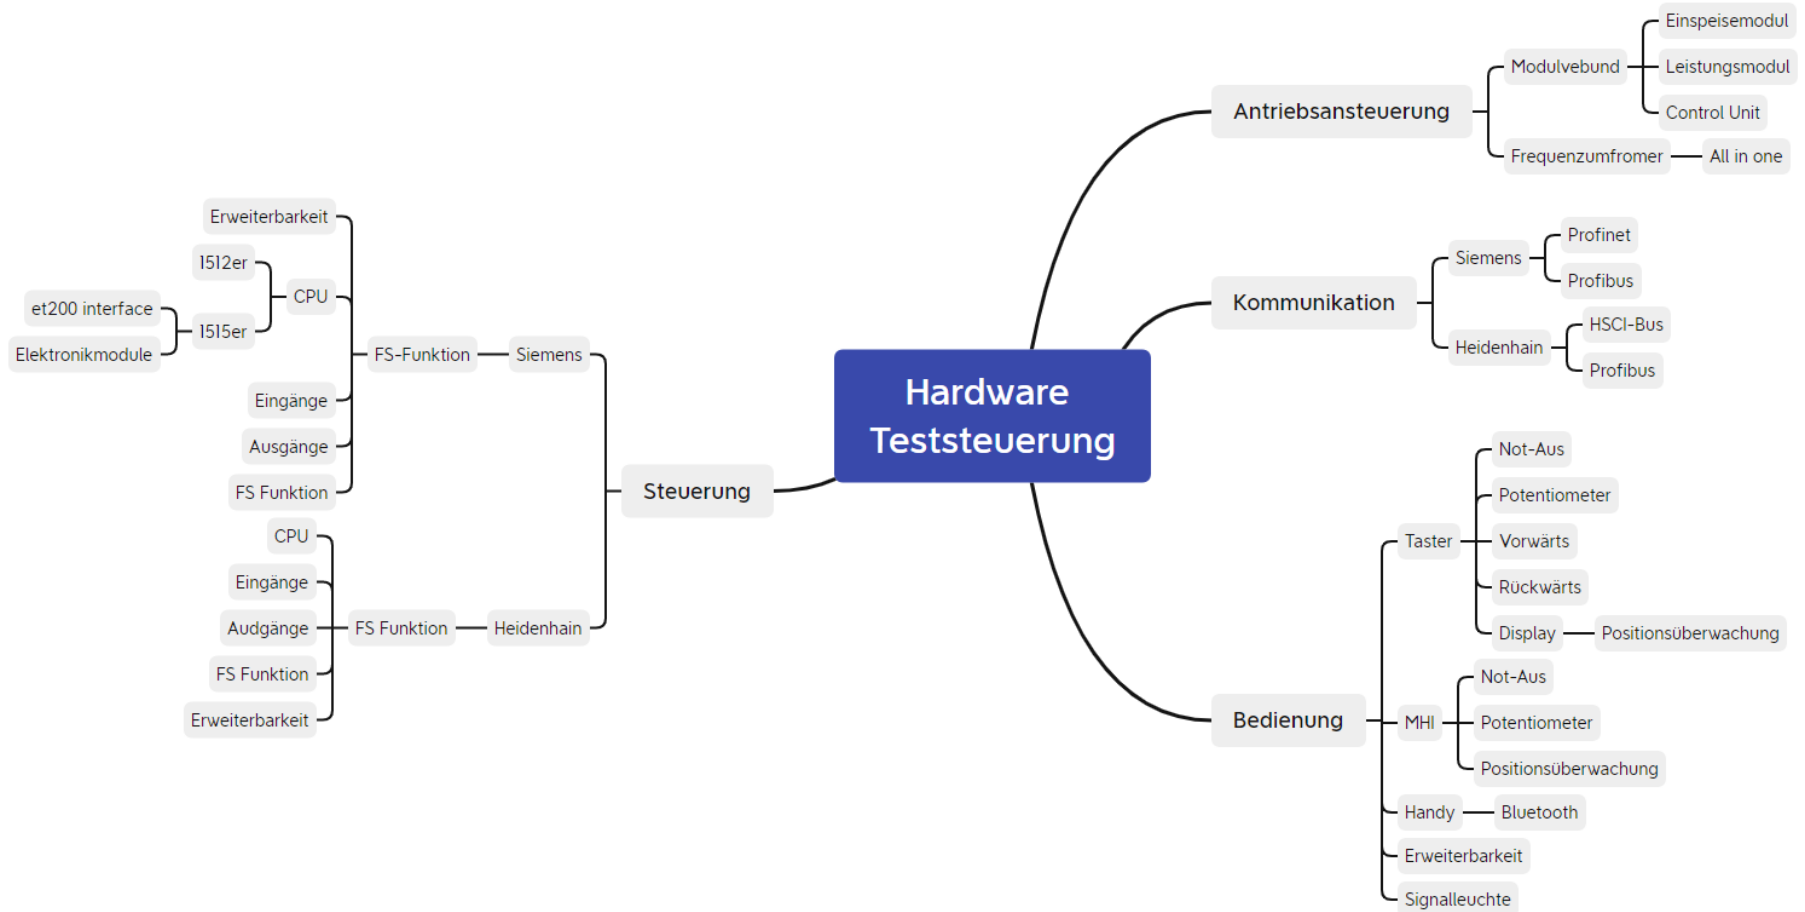 Hardware
Teststeuerung
Antriebsansteuerung
Modulvebund
Einspeisemodul
Leistungsmodul
Control Unit
Frequenzumfromer
All in one
Kommunikation
Siemens
Profinet
Profibus
Heidenhain
HSCI-Bus
Profibus
Bedienung
Taster
Not-Aus
Potentiometer
Vorwärts
Rückwärts
Display
Positionsüberwachung
MHI
Not-Aus
Potentiometer
Positionsüberwachung
Handy
Bluetooth
Erweiterbarkeit
Signalleuchte
Steuerung
Siemens
FS-Funktion
Erweiterbarkeit
CPU
1512er
1515er
et200 interface
Elektronikmodule
Eingänge
Ausgänge
FS Funktion
Heidenhain
FS Funktion
CPU
Eingänge
Audgänge
FS Funktion
Erweiterbarkeit